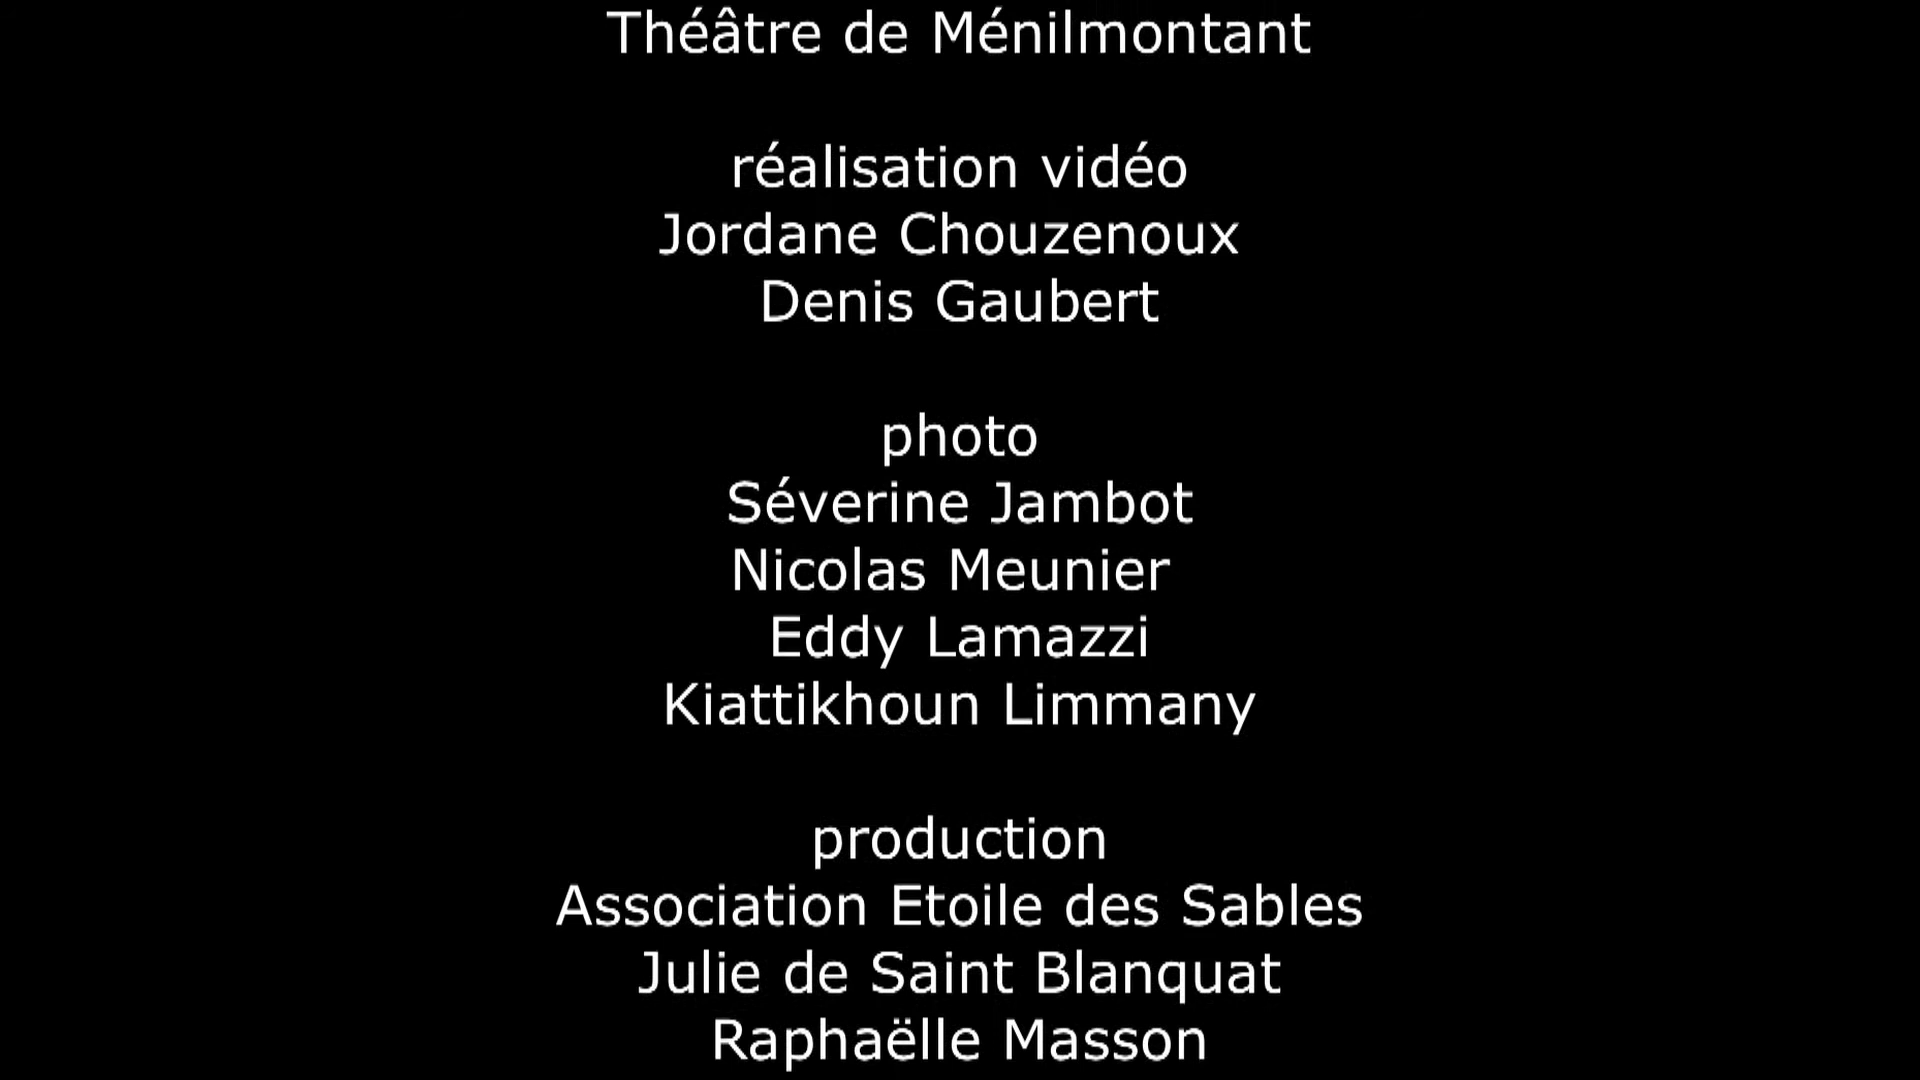 Théâtre de Ménilmontant
réalisation vidéo
Jordane Chouzenoux
Denis Gaubert
photo
Séverine Jambot
Nicolas Meunier
Eddy Lamazzi
Kiattikhoun Limmany
production
Association Etoile des Sables
Julie de Saint Blanquat
Raphaëlle Masson